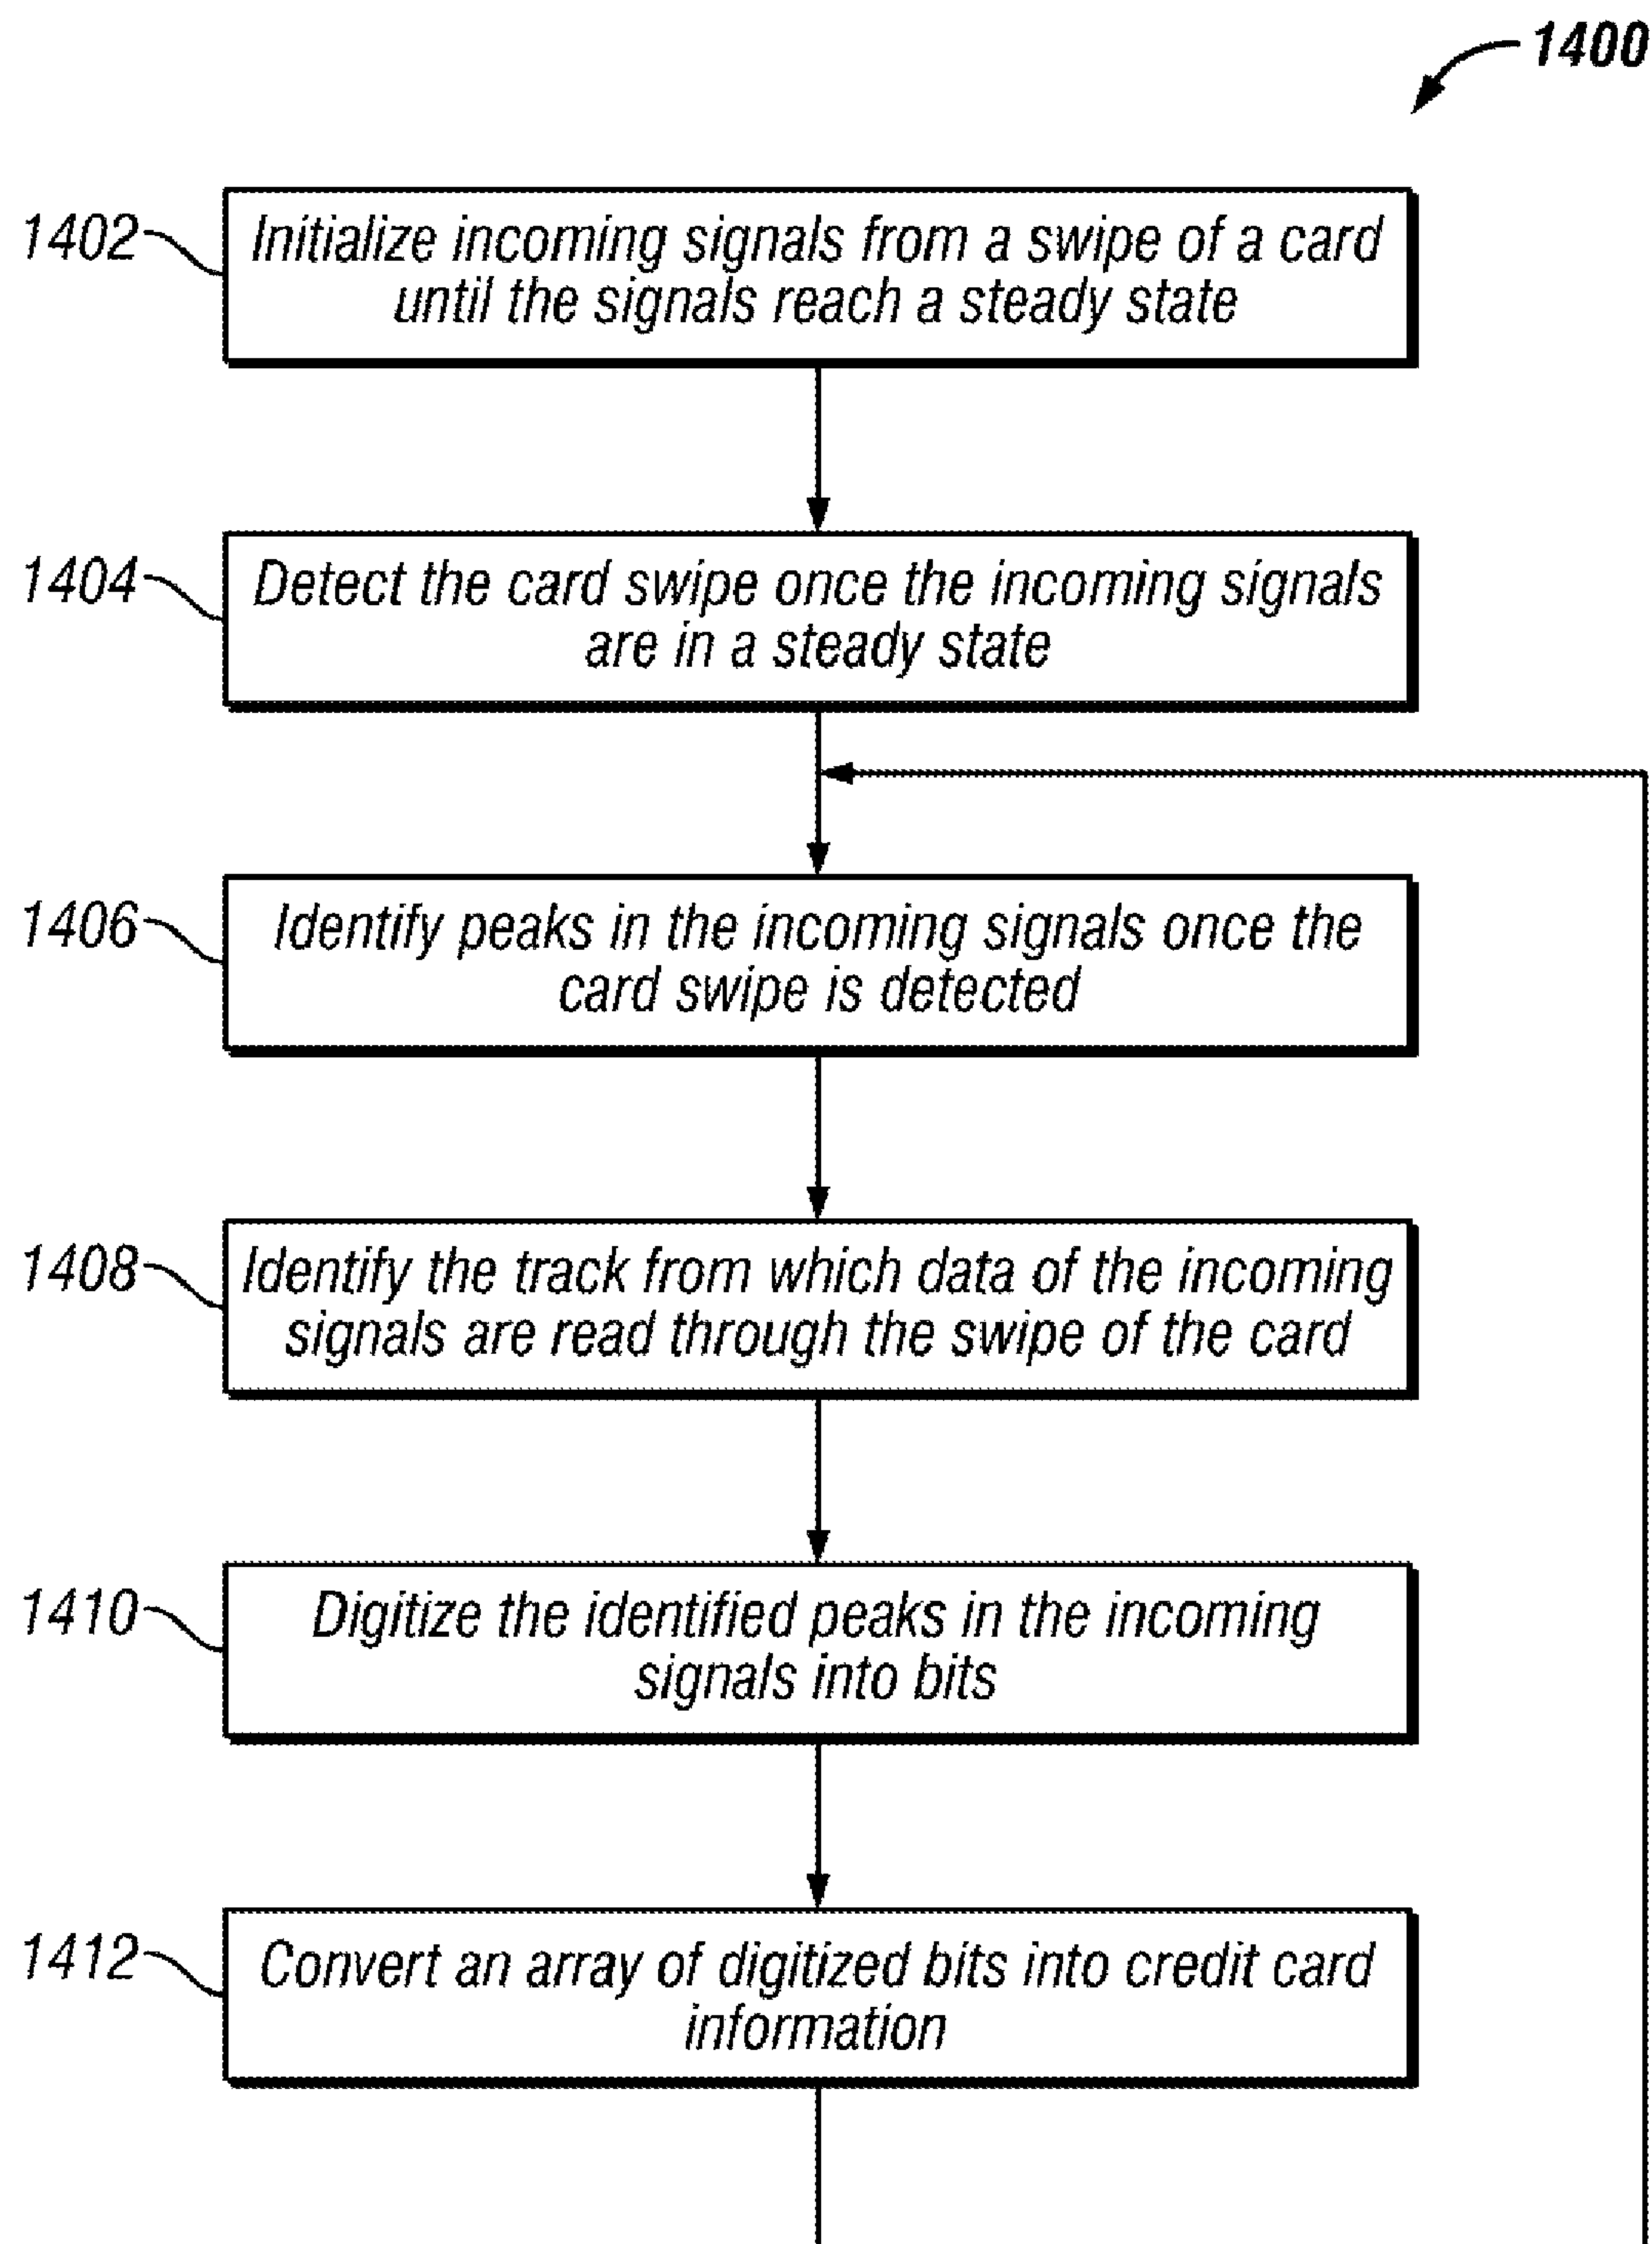 1400
1402
Initialize incoming signals from a swipe of a card
until the signals reach a steady state
1404
Detect the card swipe once the incoming signals
are in a steady state
1406
Identify peaks in the incoming signals once the
card swipe is detected
1408
Identify the track from which data of the incoming
signals are read through the swipe of the card
1410
Digitize the identified peaks in the incoming
signals into bits
1412
Convert an array of digitized bits into credit card
information